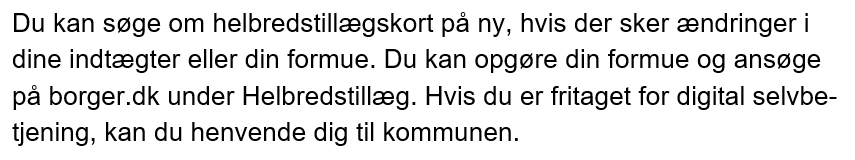 Du kan søge om helbredstillægskort på ny, hvis der sker ændringer i
dine indtægter eller din formue. Du kan opgøre din formue og ansøge
på borger.dk under Helbredstillæg. Hvis du er fritaget for digital selvbe-
tjening, kan du henvende dig til kommunen.